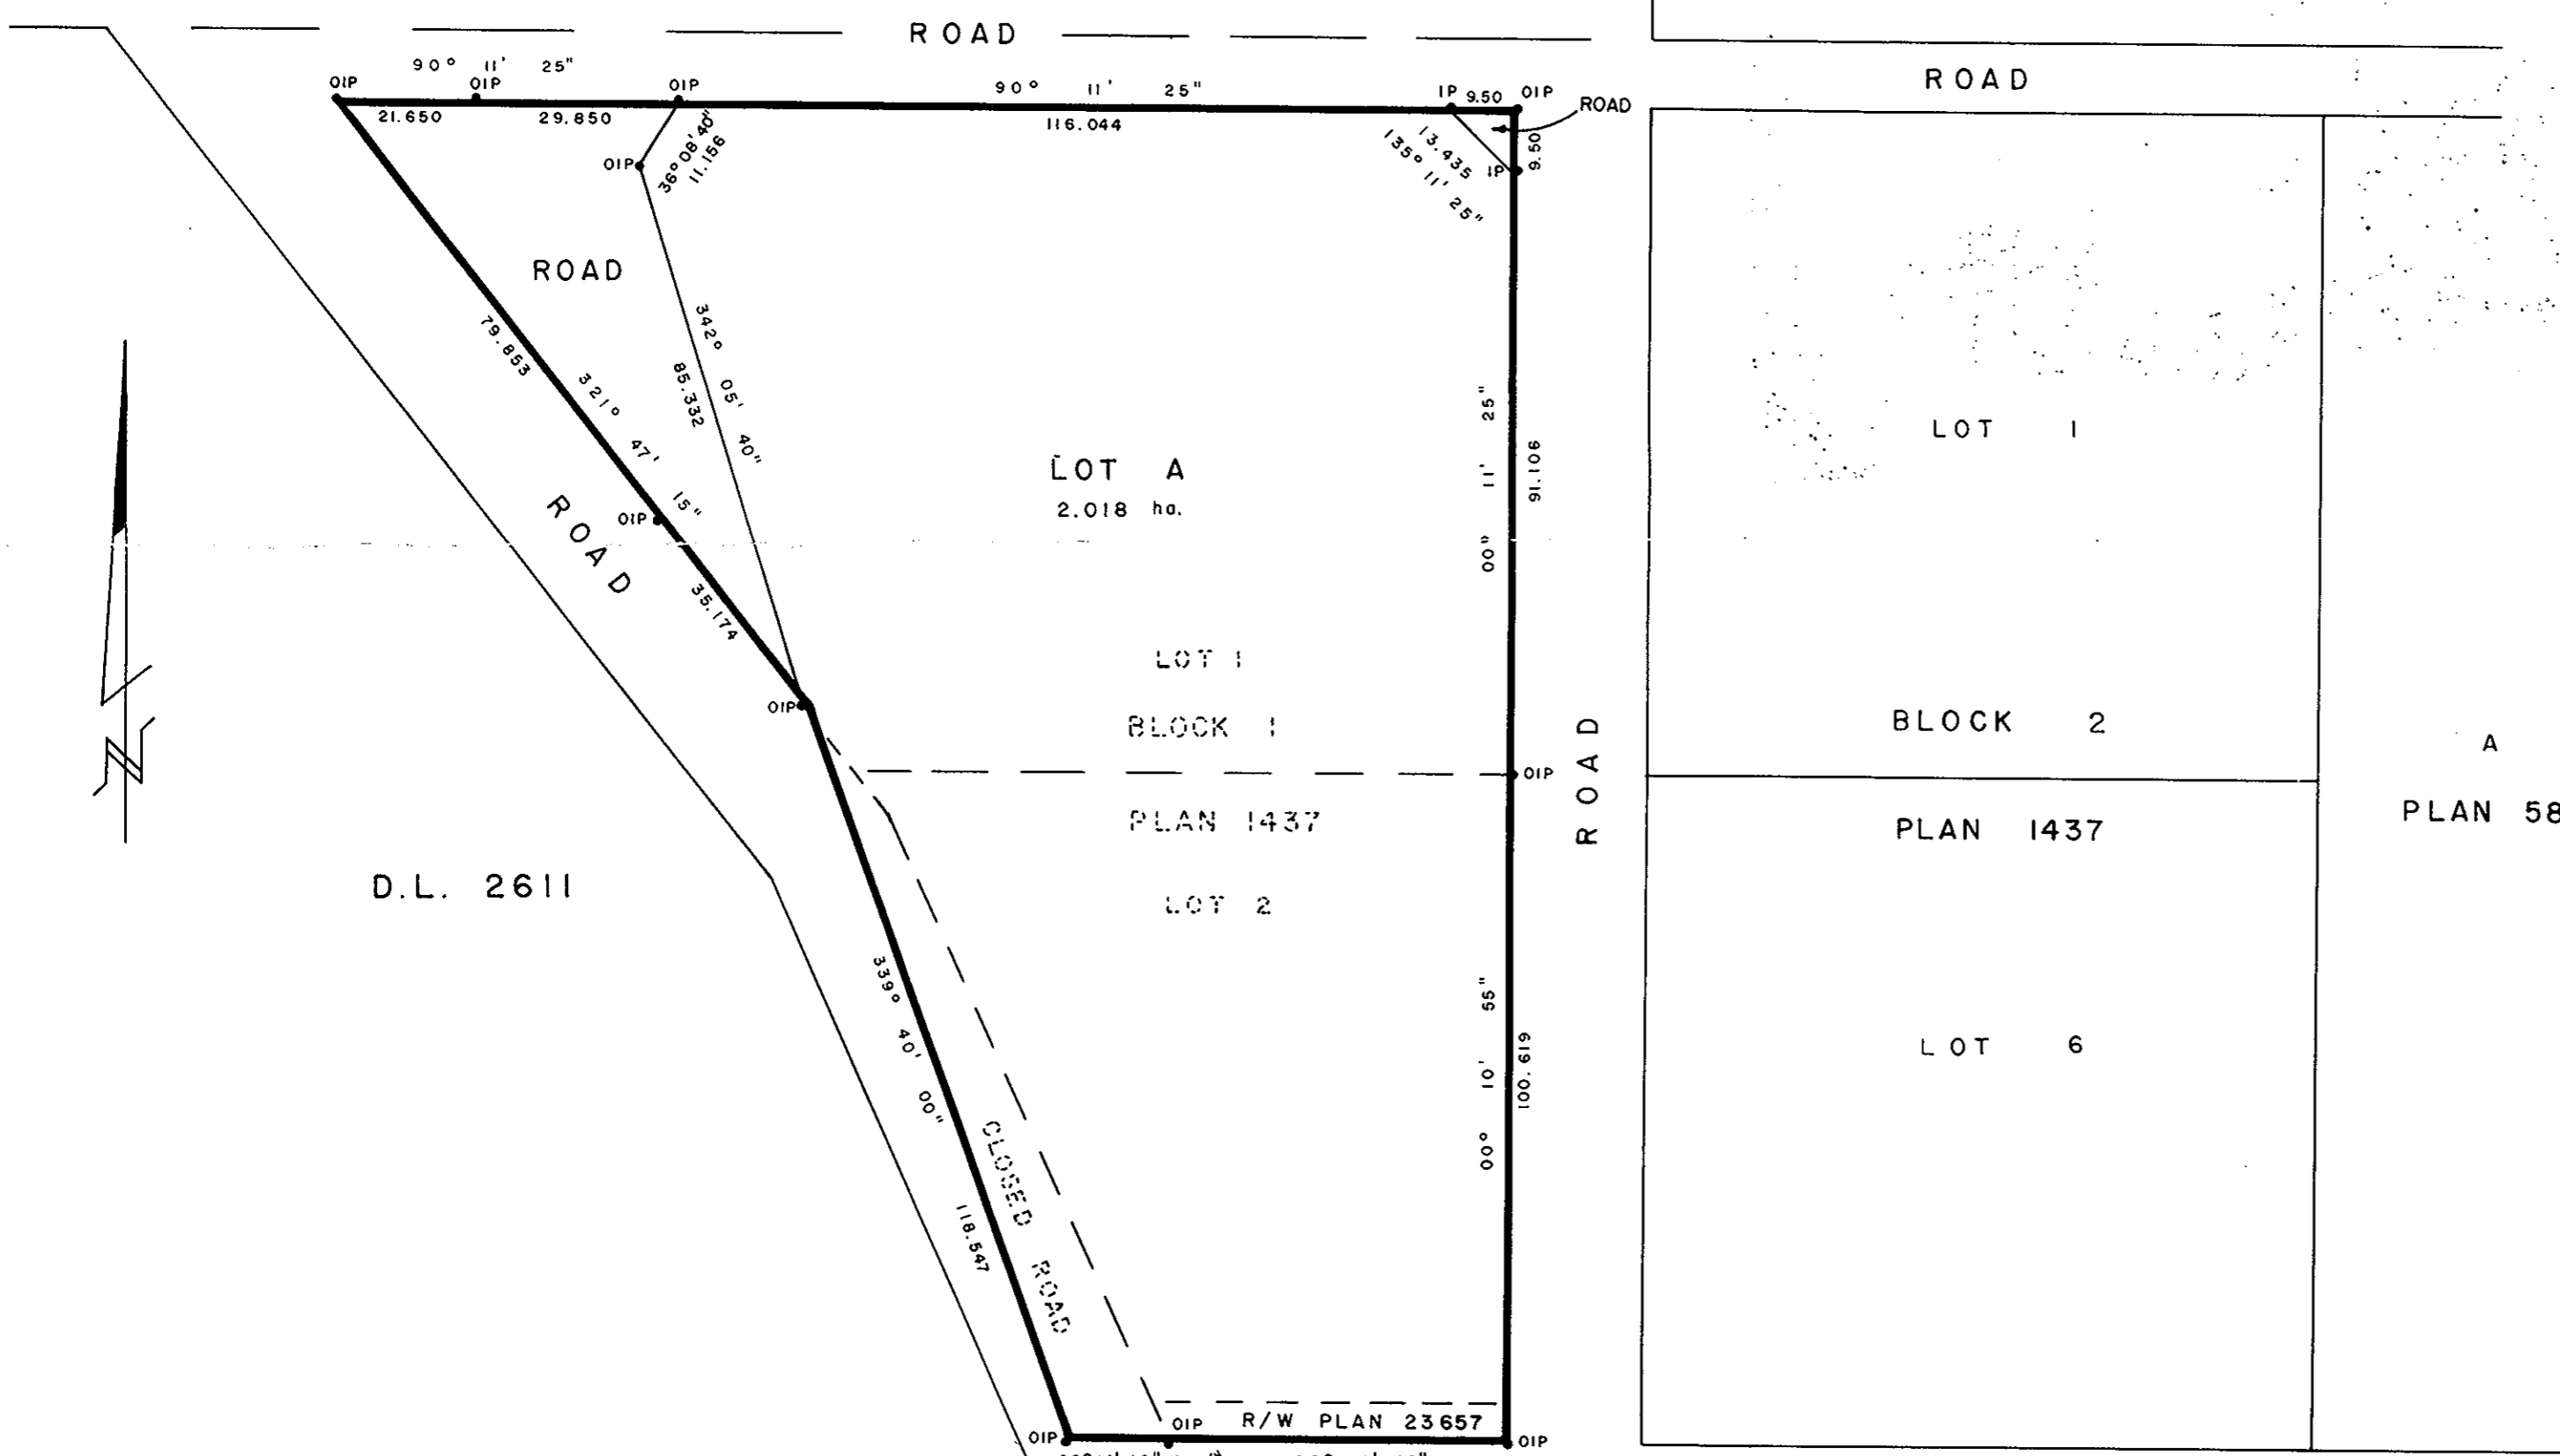 ROAD
90° 11' 25"
OIP
OIP
OIP
90° 11' 25"
IP
9.50
OIP
ROAD
ROAD
21.650
29.850
116.044
OIP
36° 08' 40"
11.156
13.435
135° 11' 25"
9.50
IP
ROAD
79.853
321° 47' 15"
342° 05' 40"
85.332
LOT A
2.018 ha.
00° 11' 25"
91.106
LOT 1
OIP
ROAD
35.174
LOT 1
OIP
BLOCK 1
ROAD
BLOCK 2
A
OIP
PLAN 1437
PLAN 1437
PLAN 58
D.L. 2611
LOT 2
339° 40' 00"
118.547
00° 10' 55"
100.619
LOT 6
CLOSED ROAD
OIP
OIP
R/W PLAN 23657
OIP
N